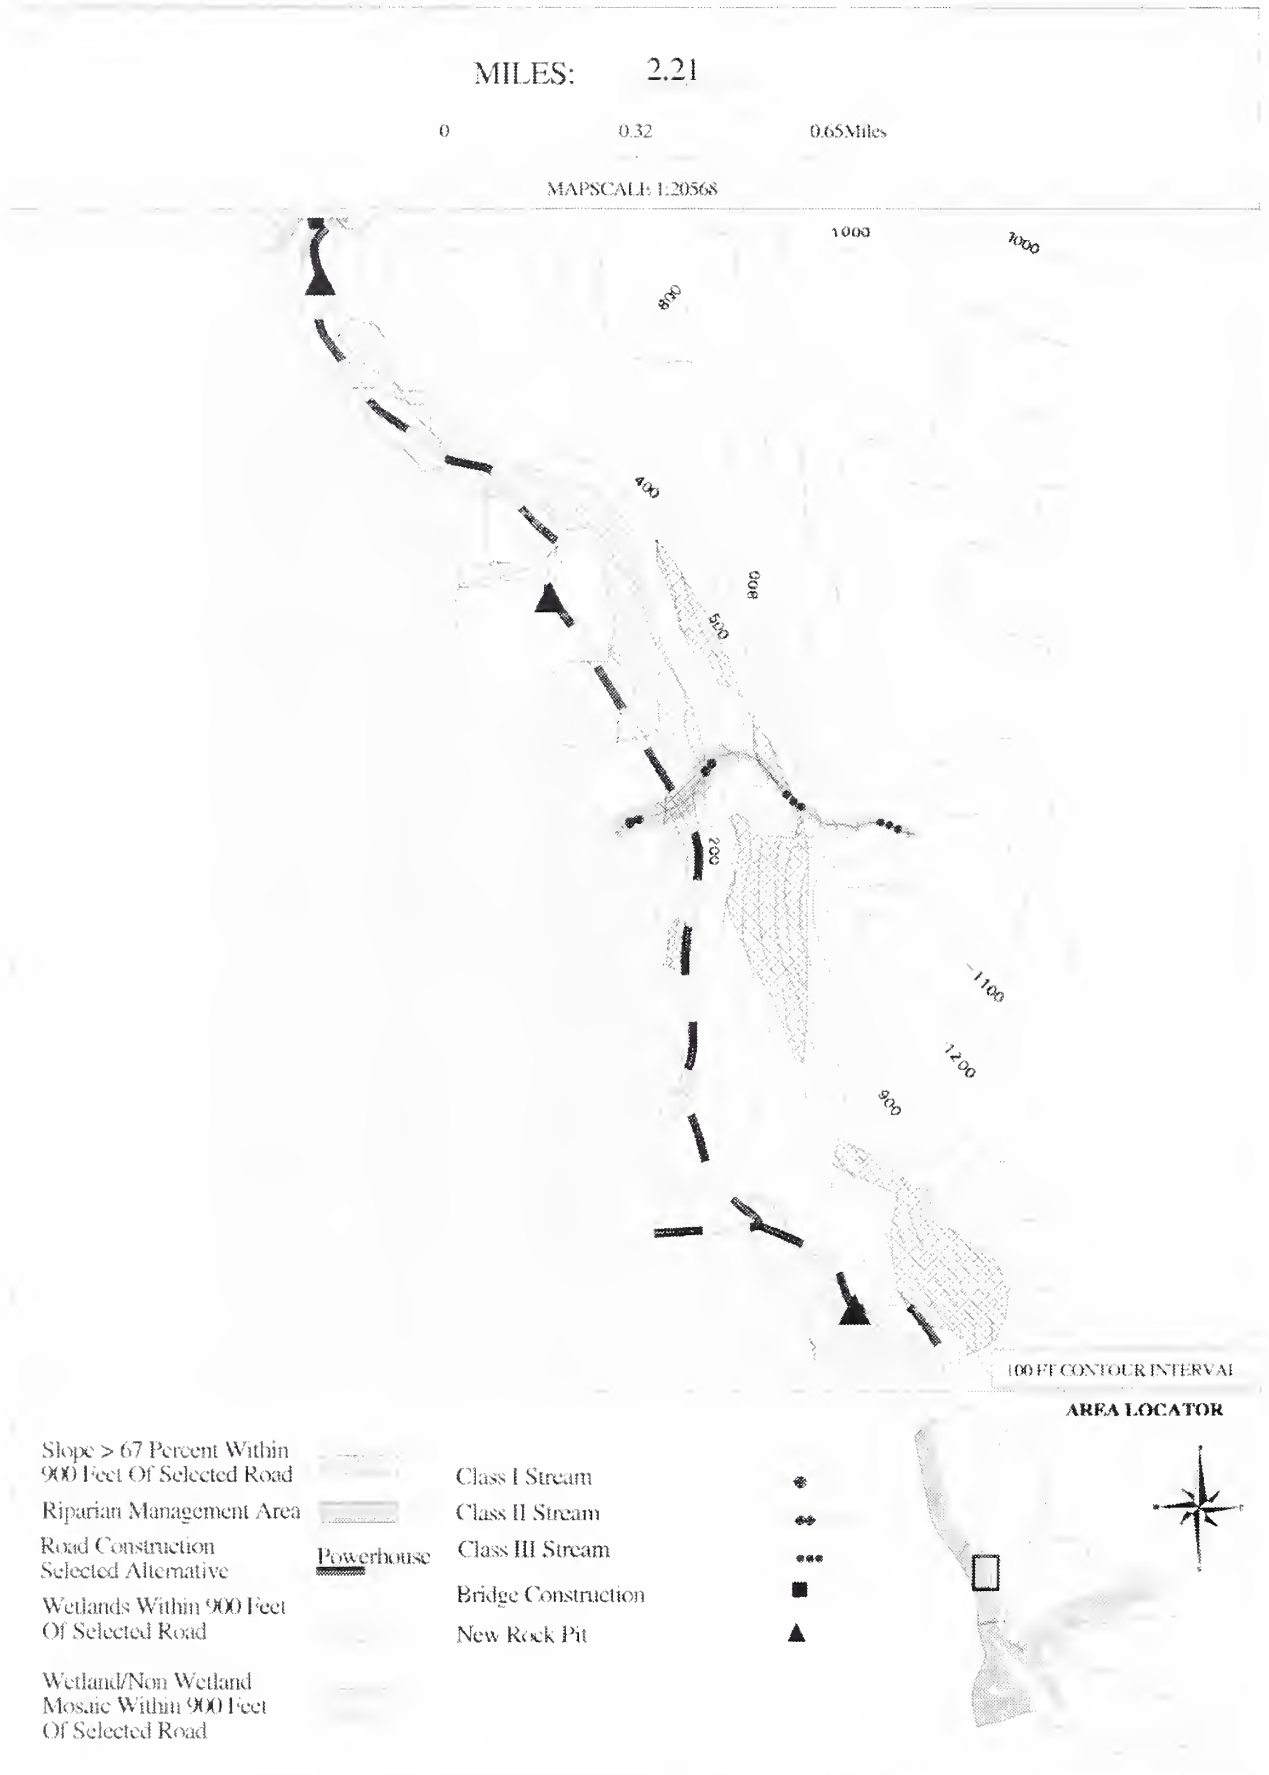 MILES: 2.21
0 0.32 0.65Miles
MAPSCALE 1:20568
1000
1000
800
400
800
500
200
1100
1200
900
100 FT CONTOUR INTERVAL
AREA LOCATOR
Slope > 67 Percent Within
900 Feet Of Selected Road
Riparian Management Area
Road Construction
Selected Alternative
Powerhouse
Wetlands Within 900 Feet
Of Selected Road
Wetland/Non Wetland
Mosaic Within 900 Feet
Of Selected Road
Class I Stream
Class II Stream
Class III Stream
Bridge Construction
New Rock Pit